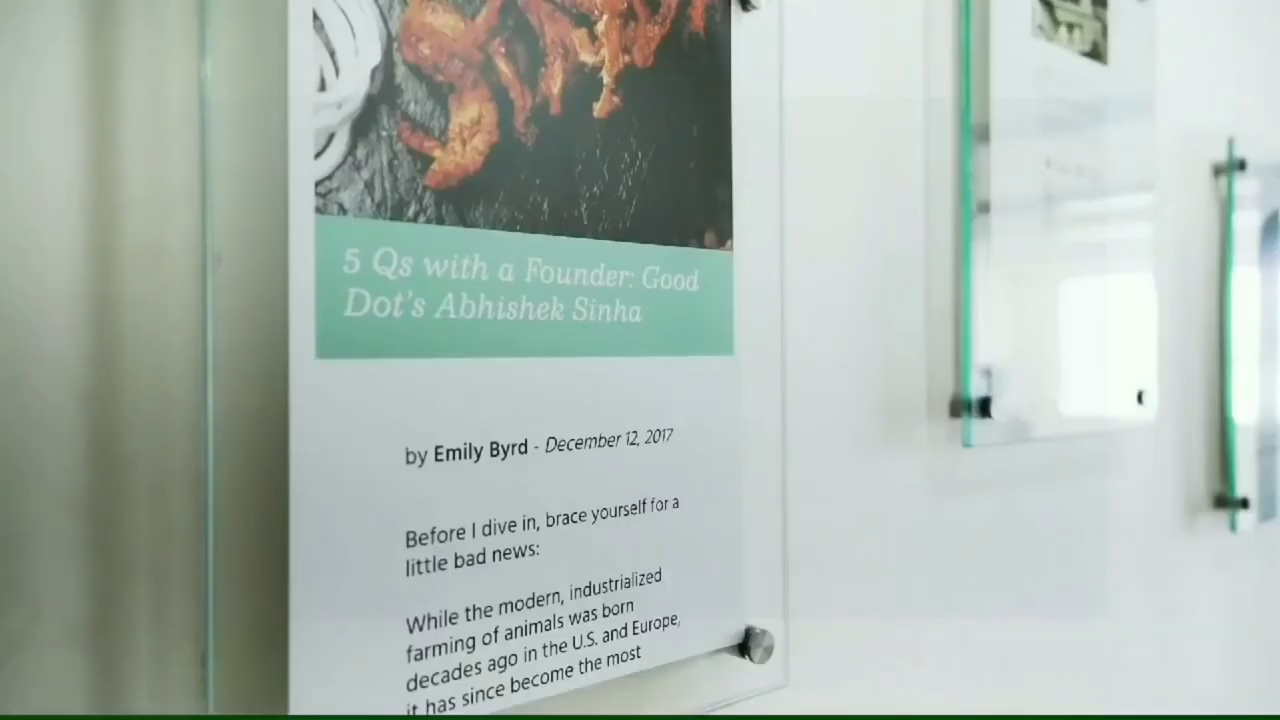 5 Qs with a Founder: Good
Dot's Abhishek Sinha
by Emily Byrd - December 12, 2017
Before I dive in, brace yourself for a
little bad news:
While the modern, industrialized
farming of animals was born
decades ago in the U.S. and Europe,
it has since become the most